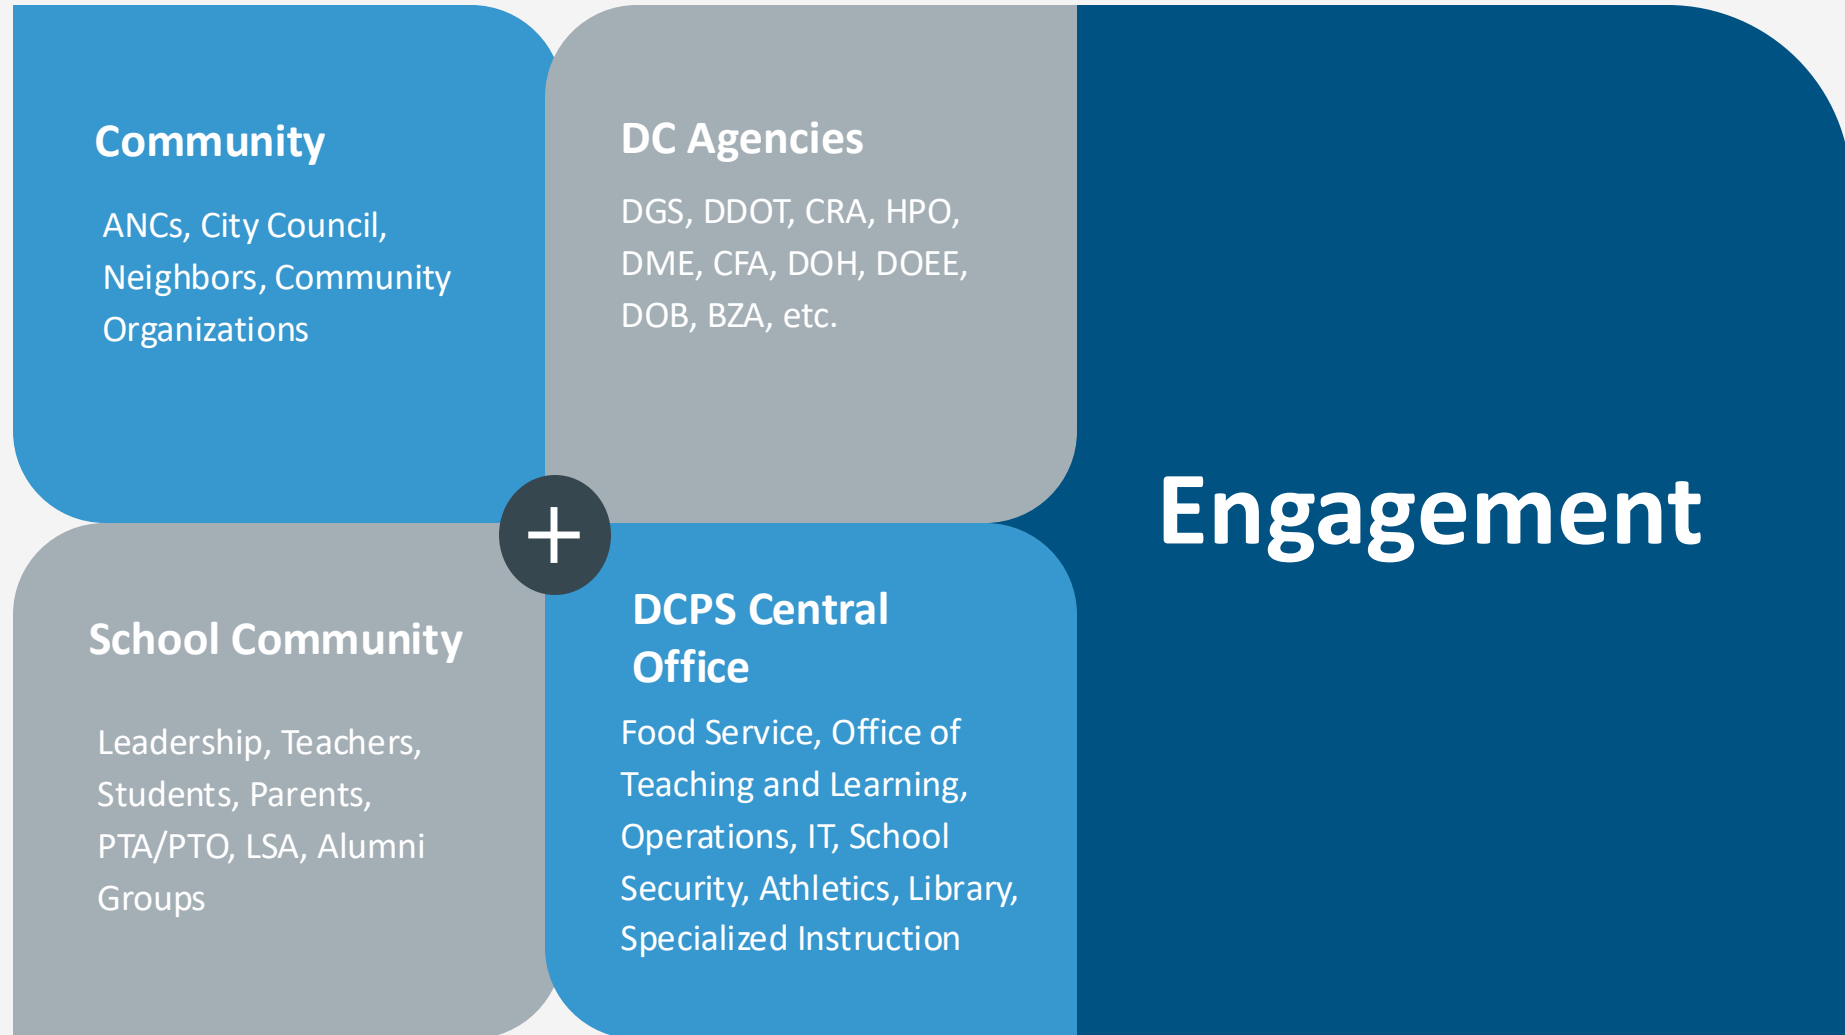 Community
ANCs, City Council,
Neighbors, Community
Organizations
DC Agencies
DGS, DDOT, CRA, HPO,
DME, CFA, DOH, DOEE,
DOB, BZA, etc.
School Community
Leadership, Teachers,
Students, Parents,
PTA/PTO, LSA, Alumni
Groups
DCPS Central
Office
Food Service, Office of
Teaching and Learning,
Operations, IT, School
Security, Athletics, Library,
Specialized Instruction
Engagement